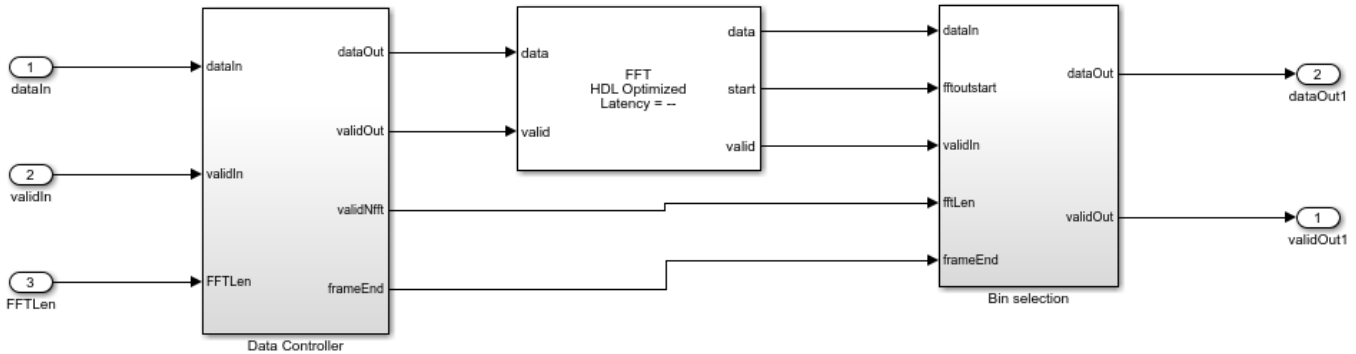 1
dataIn
2
validIn
3
FFTLen
dataIn
validIn
FFTLen
dataOut
validOut
validNfft
frameEnd
Data Controller
data
valid
FFT
HDL Optimized
Latency = --
data
start
valid
dataIn
fftoutstart
validIn
fftLen
frameEnd
dataOut
validOut
Bin selection
2
dataOut1
1
validOut1